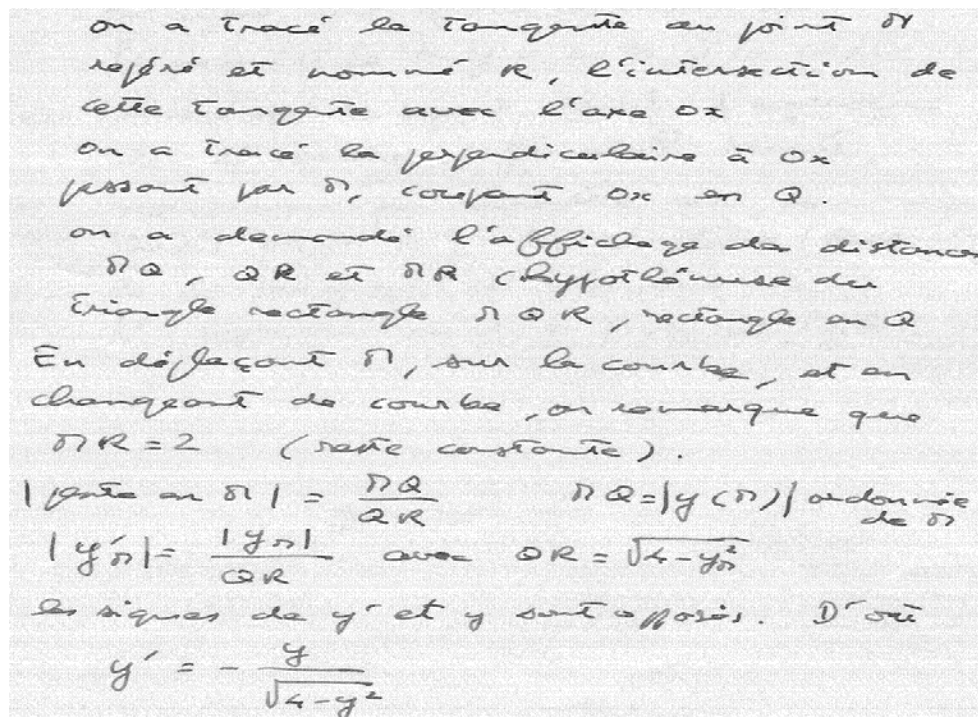 on a tracé la tangente au point M
repéré et nommé R, l'intersection de
cette tangente avec l'axe Ox
on a tracé la perpendiculaire à Ox
passant par M, coupant Ox en Q.
on a demandé l'affichage des distances
MQ, QR et MR (hypoténuse du
triangle rectangle MQR, rectangle en Q
En déplaçant M, sur la courbe, et en
changeant de courbe, on remarque que
MR = 2 (reste constante).
|pente en M| = MQ/QR MQ = |y(M)| ordonnée de M
|y'M| = |yM|/QR avec QR = √(4-y²M)
les signes de y' et y sont opposés. D'où
y' = - y/√(4-y²)